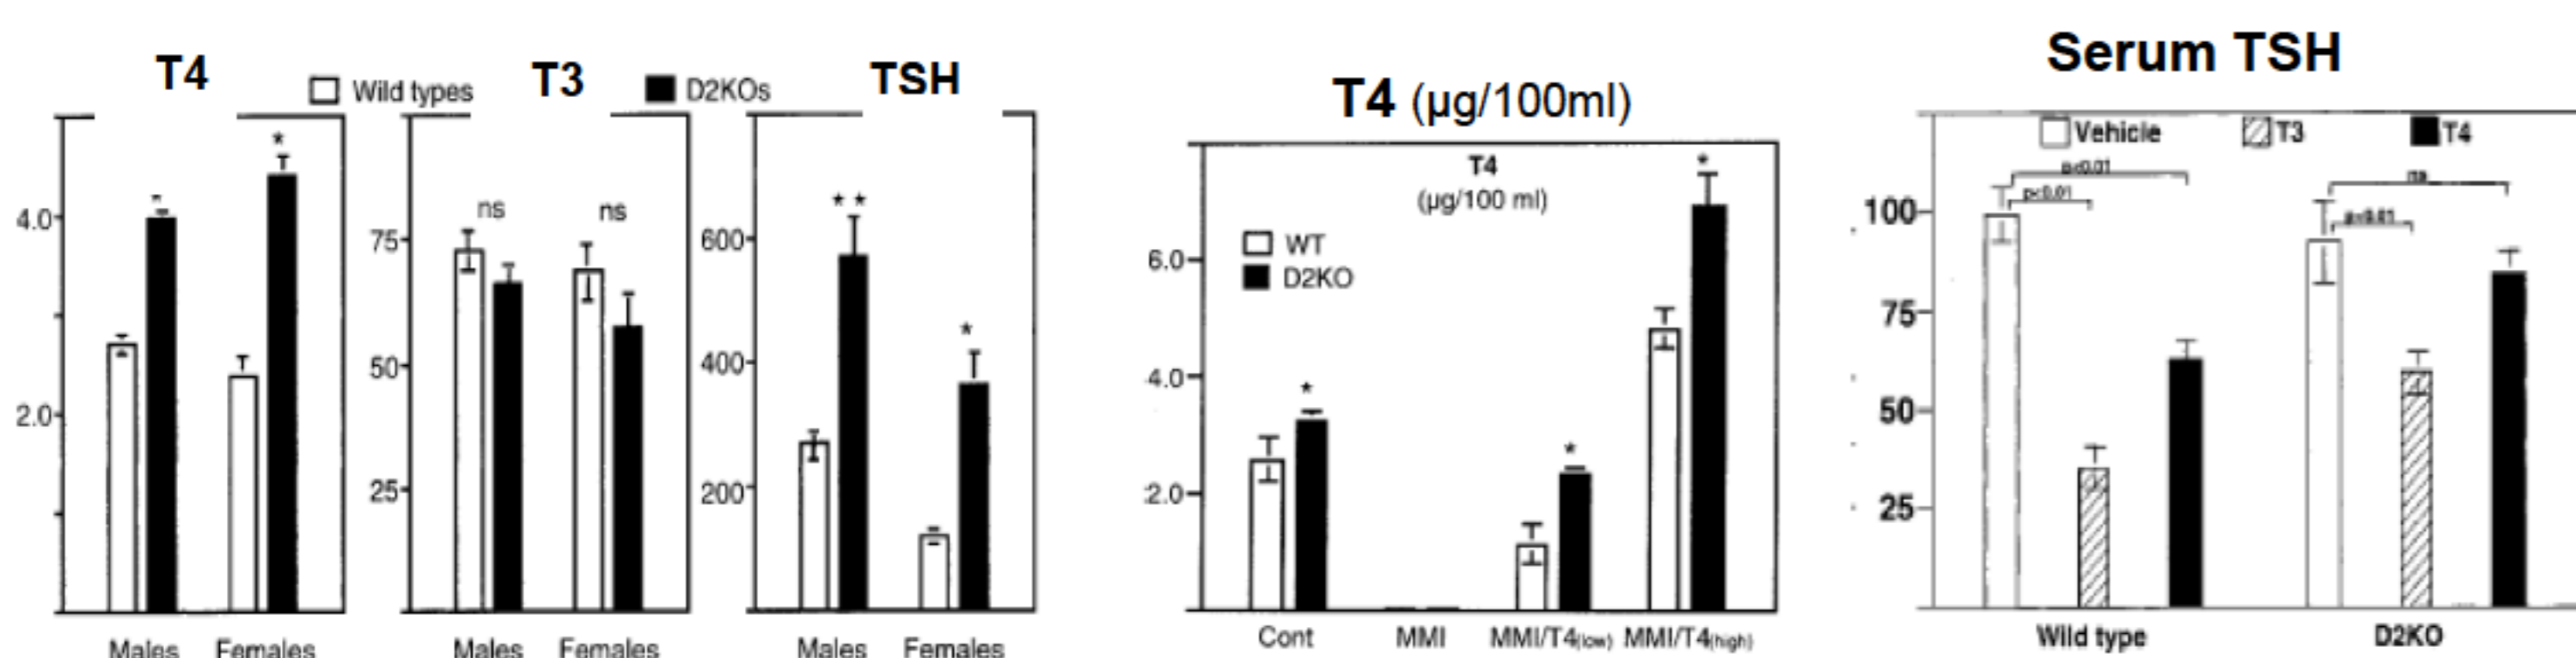 T4
Wild types
T3
D2KOs
TSH
*
*
4.0
2.0
Males Females
ns
ns
75
50
25
Males Females
* *
*
600
400
200
Males Females
T4 (µg/100ml)
T4
(µg/100 ml)
WT
D2KO
*
*
*
6.0
4.0
2.0
Cont MMI MMI/T4(low) MMI/T4(high)
Serum TSH
Vehicle T3 T4
p<0.01
p<0.01
ns
p<0.01
100
75
50
25
Wild type D2KO